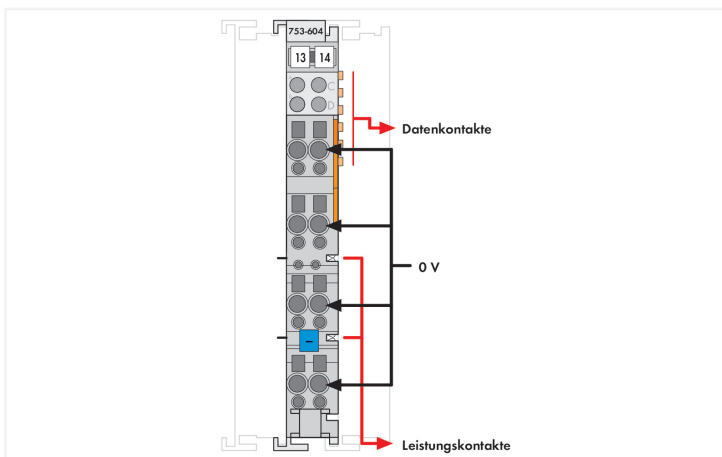 753-604
13 14
C
D
Datenkontakte
0 V
–
Leistungskontakte